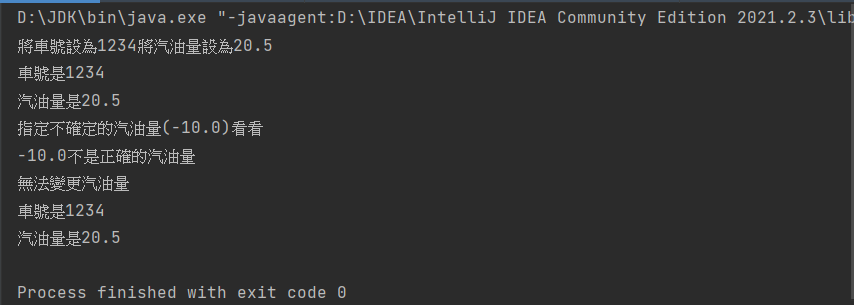 D:\JDK\bin\java.exe "-javaagent:D:\IDEA\IntelliJ IDEA Community Edition 2021.2.3\lib
將車號設為1234將汽油量設為20.5
車號是1234
汽油量是20.5
指定不確定的汽油量(-10.0)看看
-10.0不是正確的汽油量
無法變更汽油量
車號是1234
汽油量是20.5
Process finished with exit code 0